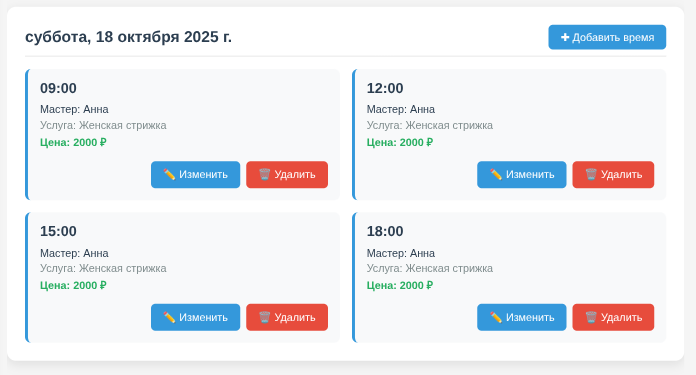 суббота, 18 октября 2025 г.
+ Добавить время
09:00
Мастер: Анна
Услуга: Женская стрижка
Цена: 2000 ₽
Изменить
Удалить
12:00
Мастер: Анна
Услуга: Женская стрижка
Цена: 2000 ₽
Изменить
Удалить
15:00
Мастер: Анна
Услуга: Женская стрижка
Цена: 2000 ₽
Изменить
Удалить
18:00
Мастер: Анна
Услуга: Женская стрижка
Цена: 2000 ₽
Изменить
Удалить